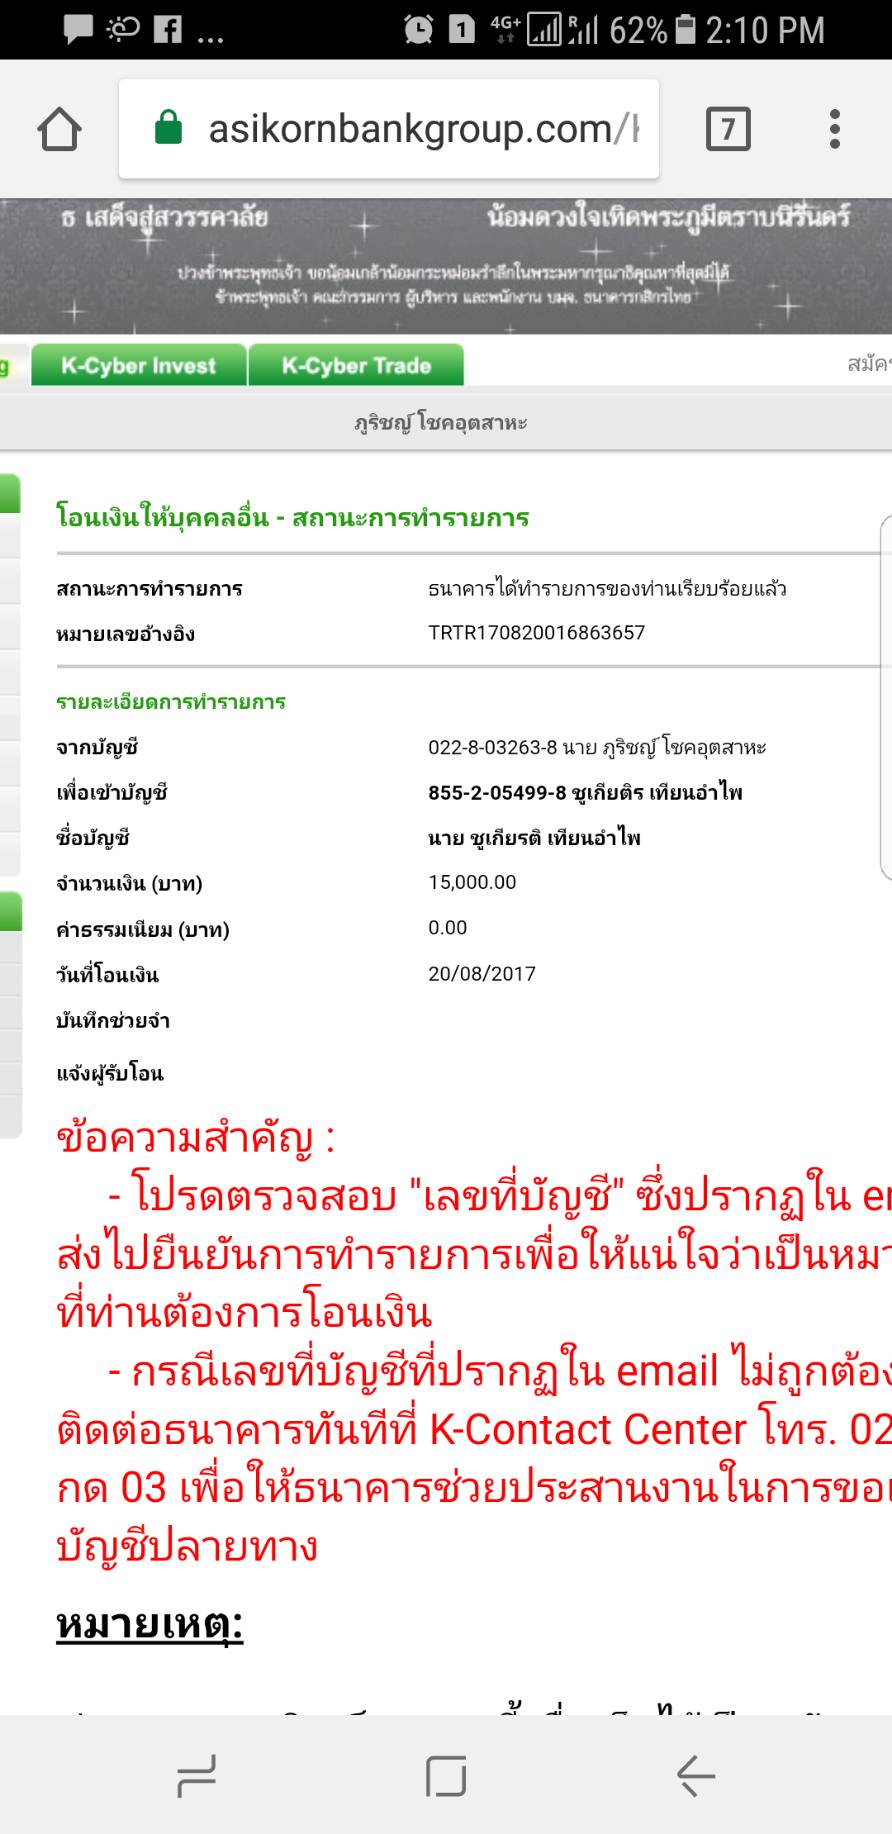 ... 1 4G+ R 62% 2:10 PM
asikornbankgroup.com/ 7
ธ เสด็จสู่สวรรคาลัย น้อมดวงใจเทิดพระภูมีตราบนิรันดร์
ปวงข้าพระพุทธเจ้า ขอน้อมเกล้าน้อมกระหม่อมรำลึกในพระมหากรุณาธิคุณหาที่สุดมิได้
ข้าพระพุทธเจ้า คณะกรรมการ ผู้บริหาร และพนักงาน บมจ. ธนาคารกสิกรไทย
g K-Cyber Invest K-Cyber Trade สมัคร
ภูริชญ์ โชคอุตสาหะ
โอนเงินให้บุคคลอื่น - สถานะการทำรายการ
สถานะการทำรายการ ธนาคารได้ทำรายการของท่านเรียบร้อยแล้ว
หมายเลขอ้างอิง TRTR170820016863657
รายละเอียดการทำรายการ
จากบัญชี 022-8-03263-8 นาย ภูริชญ์ โชคอุตสาหะ
เพื่อเข้าบัญชี 855-2-05499-8 ชูเกียติร เทียนอำไพ
ชื่อบัญชี นาย ชูเกียรติ เทียนอำไพ
จำนวนเงิน (บาท) 15,000.00
ค่าธรรมเนียม (บาท) 0.00
วันที่โอนเงิน 20/08/2017
บันทึกช่วยจำ
แจ้งผู้รับโอน
ข้อความสำคัญ :
- โปรดตรวจสอบ "เลขที่บัญชี" ซึ่งปรากฏใน
ส่งไปยืนยันการทำรายการเพื่อให้แน่ใจว่าเป็นหมา
ที่ท่านต้องการโอนเงิน
- กรณีเลขที่บัญชีที่ปรากฏใน email ไม่ถูกต้อง
ติดต่อธนาคารทันทีที่ K-Contact Center โทร. 02
กด 03 เพื่อให้ธนาคารช่วยประสานงานในการขอ
บัญชีปลายทาง
หมายเหตุ: